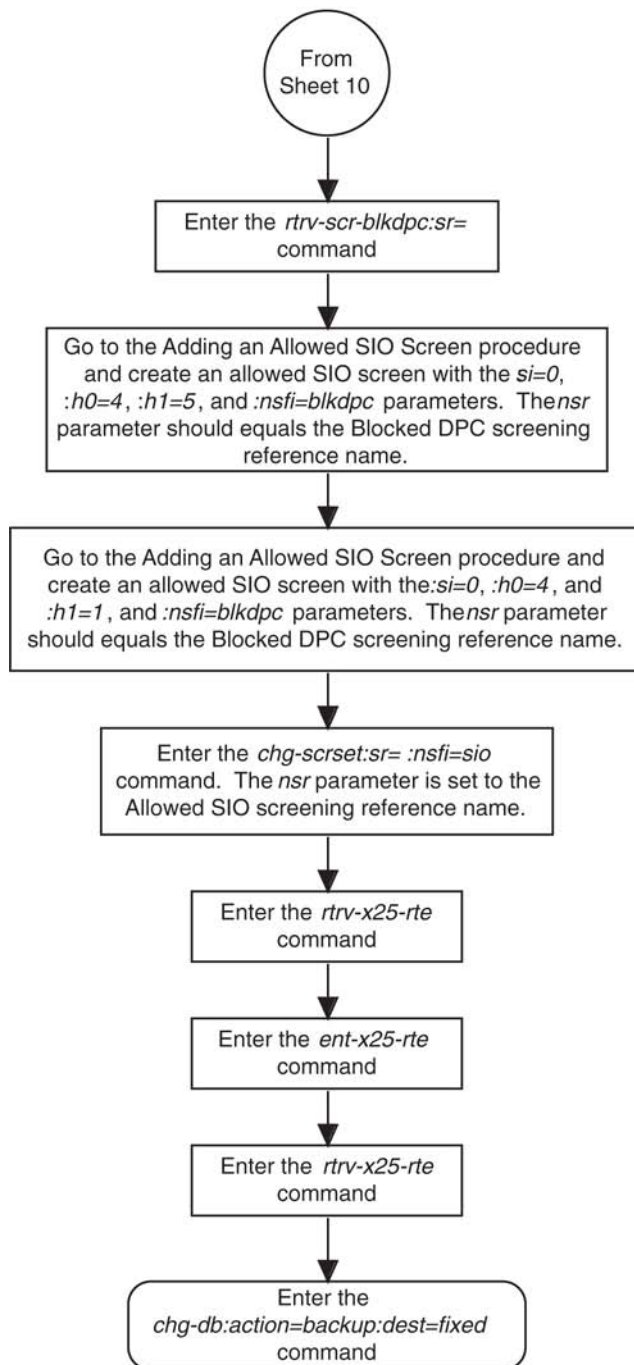 From
Sheet 10
Enter the rtrv-scr-blkdpc:sr=
command
Go to the Adding an Allowed SIO Screen procedure
and create an allowed SIO screen with the si=0,
:h0=4, :h1=5, and :nsfi=blkdpc parameters. The nsr
parameter should equals the Blocked DPC screening
reference name.
Go to the Adding an Allowed SIO Screen procedure and
create an allowed SIO screen with the :si=0, :h0=4, and
:h1=1, and :nsfi=blkdpc parameters. The nsr parameter
should equals the Blocked DPC screening reference name.
Enter the chg-scrset:sr= :nsfi=sio
command. The nsr parameter is set to the
Allowed SIO screening reference name.
Enter the rtrv-x25-rte
command
Enter the ent-x25-rte
command
Enter the rtrv-x25-rte
command
Enter the
chg-db:action=backup:dest=fixed
command